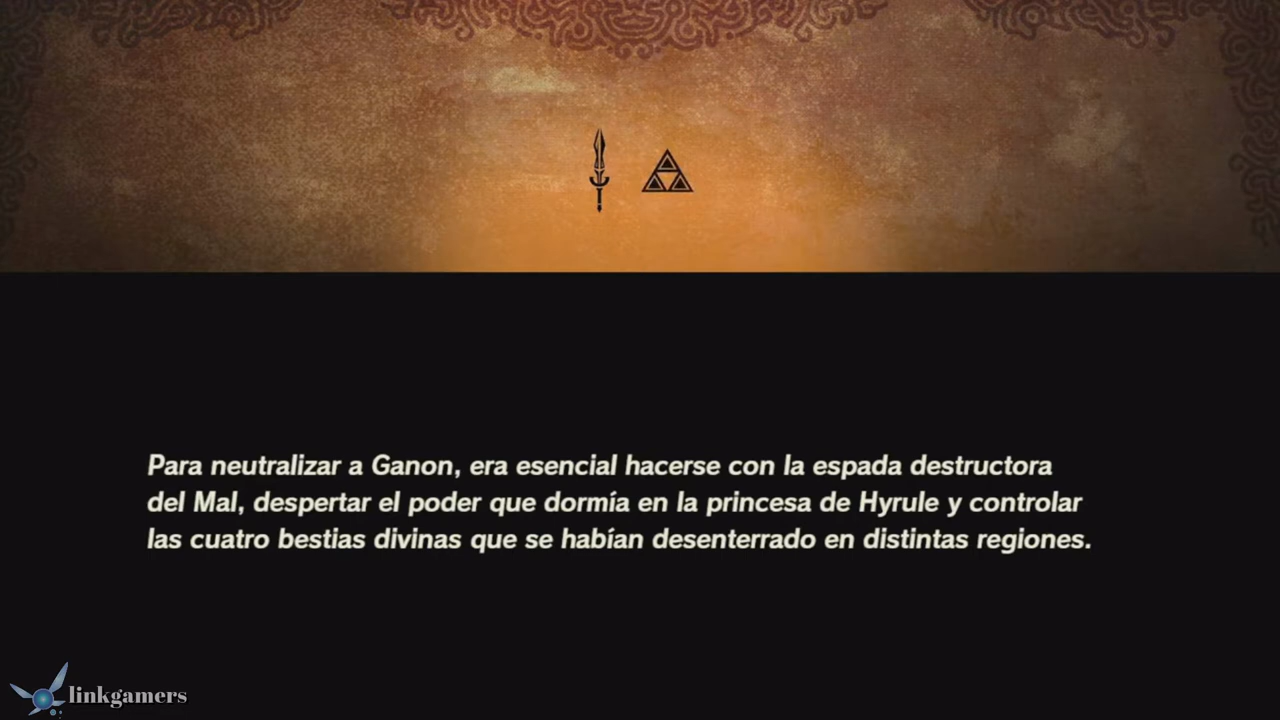 Para neutralizar a Ganon, era esencial hacerse con la espada destructora
del Mal, despertar el poder que dormía en la princesa de Hyrule y controlar
las cuatro bestias divinas que se habían desenterrado en distintas regiones.
linkgamers